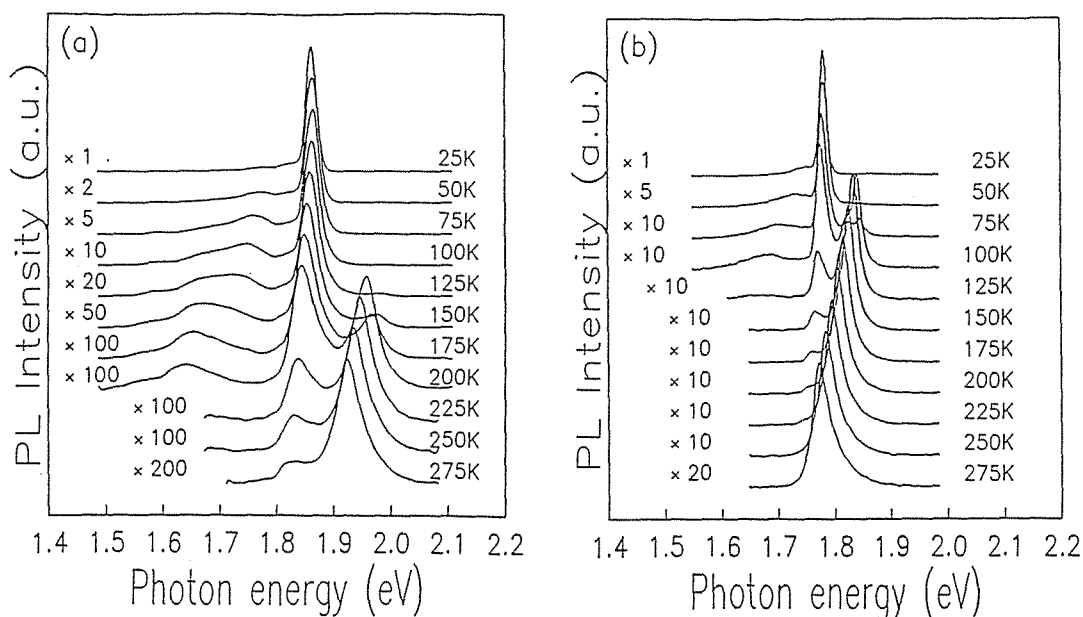 (a)
PL Intensity (a.u.)
× 1 25K
× 2 50K
× 5 75K
× 10 100K
× 20 125K
× 50 150K
× 100 175K
× 100 200K
× 100 225K
× 100 250K
× 200 275K
1.4 1.5 1.6 1.7 1.8 1.9 2.0 2.1 2.2
Photon energy (eV)
(b)
PL Intensity (a.u.)
× 1 25K
× 5 50K
× 10 75K
× 10 100K
× 10 125K
× 10 150K
× 10 175K
× 10 200K
× 10 225K
× 10 250K
× 20 275K
1.4 1.5 1.6 1.7 1.8 1.9 2.0 2.1 2.2
Photon energy (eV)